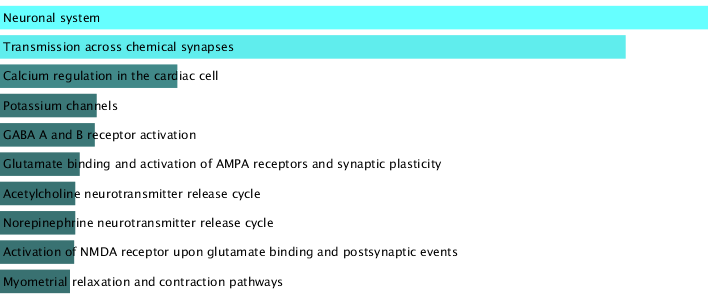 Neuronal system
Transmission across chemical synapses
Calcium regulation in the cardiac cell
Potassium channels
GABA A and B receptor activation
Glutamate binding and activation of AMPA receptors and synaptic plasticity
Acetylcholine neurotransmitter release cycle
Norepinephrine neurotransmitter release cycle
Activation of NMDA receptor upon glutamate binding and postsynaptic events
Myometrial relaxation and contraction pathways